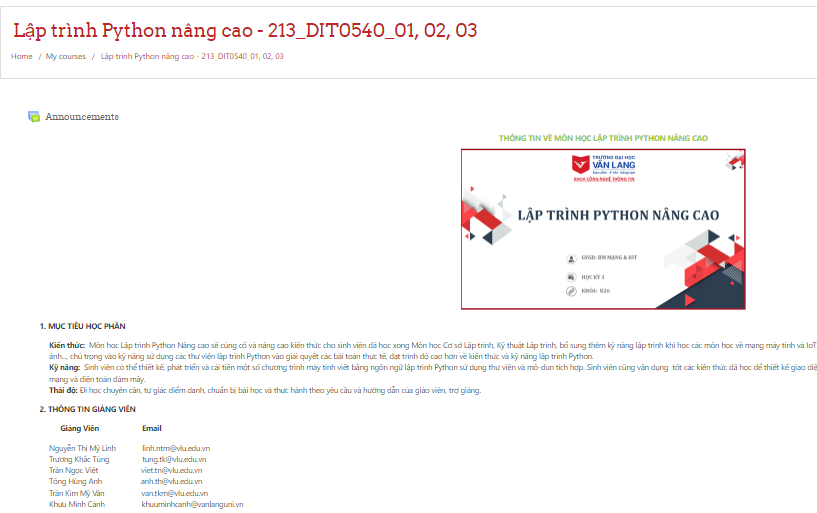 Lập trình Python nâng cao - 213_DIT0540_01, 02, 03
Home / My courses / Lập trình Python nâng cao - 213_DIT0540_01, 02, 03
Announcements
THÔNG TIN VỀ MÔN HỌC LẬP TRÌNH PYTHON NÂNG CAO
TRƯỜNG ĐẠI HỌC
VĂN LANG
KHOA CÔNG NGHỆ THÔNG TIN
LẬP TRÌNH PYTHON NÂNG CAO
GVGD: BM MẠNG & IOT
HỌC KỲ 3
KHÓA: K26
1. MỤC TIÊU HỌC PHẦN
Kiến thức: Môn học Lập trình Python Nâng cao sẽ củng cố và nâng cao kiến thức cho sinh viên đã học xong Môn học Cơ sở Lập trình, Kỹ thuật Lập trình, bổ sung thêm kỹ năng lập trình khi học các môn học về mạng máy tính và IoT
ảnh..., chú trọng vào kỹ năng sử dụng các thư viện lập trình Python vào giải quyết các bài toán thực tế, đạt trình độ cao hơn về kiến thức và kỹ năng lập trình Python.
Kỹ năng: Sinh viên có thể thiết kế, phát triển và cải tiến một số chương trình máy tính viết bằng ngôn ngữ lập trình Python sử dụng thư viện và mô-đun tích hợp. Sinh viên cũng vận dụng tốt các kiến thức đã học để thiết kế giao diệ
mạng và điện toán đám mây.
Thái độ: Đi học chuyên cần, tự giác điểm danh, chuẩn bị bài học và thực hành theo yêu cầu và hướng dẫn của giáo viên, trợ giảng.
2. THÔNG TIN GIẢNG VIÊN
Giảng Viên Email
Nguyễn Thị Mỹ Linh linh.ntm@vlu.edu.vn
Trương Khắc Tùng tung.tk@vlu.edu.vn
Trần Ngọc Việt viet.tn@vlu.edu.vn
Tống Hùng Anh anh.th@vlu.edu.vn
Trần Kim Mỹ Vân van.tkm@vlu.edu.vn
Khưu Minh Cảnh khuuminhcanh@vanlanguni.vn